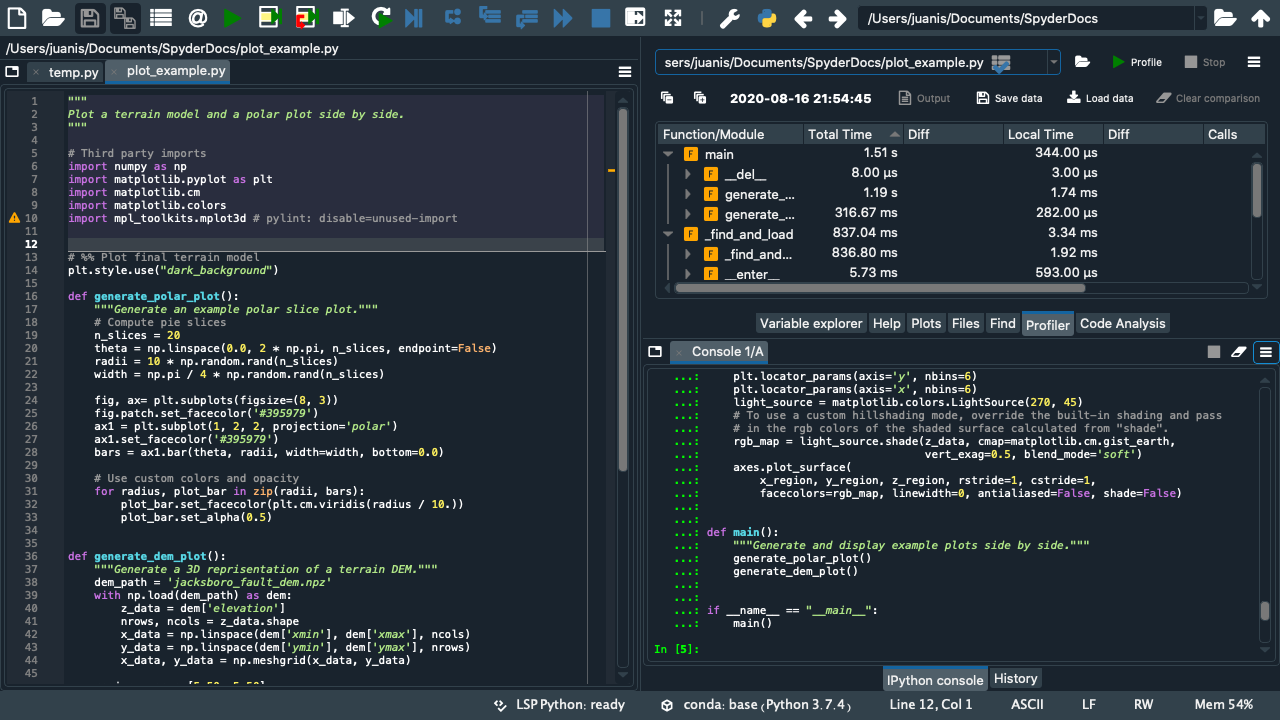 /Users/juanis/Documents/SpyderDocs
/Users/juanis/Documents/SpyderDocs/plot_example.py
temp.py
plot_example.py
1 """
2 Plot a terrain model and a polar plot side by side.
3 """
4
5 # Third party imports
6 import numpy as np
7 import matplotlib.pyplot as plt
8 import matplotlib.cm
9 import matplotlib.colors
10 import mpl_toolkits.mplot3d # pylint: disable=unused-import
11
12
13 # %% Plot final terrain model
14 plt.style.use("dark_background")
15
16 def generate_polar_plot():
17 """Generate an example polar slice plot."""
18 # Compute pie slices
19 n_slices = 20
20 theta = np.linspace(0.0, 2 * np.pi, n_slices, endpoint=False)
21 radii = 10 * np.random.rand(n_slices)
22 width = np.pi / 4 * np.random.rand(n_slices)
23
24 fig, ax= plt.subplots(figsize=(8, 3))
25 fig.patch.set_facecolor('#395979')
26 ax1 = plt.subplot(1, 2, 2, projection='polar')
27 ax1.set_facecolor('#395979')
28 bars = ax1.bar(theta, radii, width=width, bottom=0.0)
29
30 # Use custom colors and opacity
31 for radius, plot_bar in zip(radii, bars):
32 plot_bar.set_facecolor(plt.cm.viridis(radius / 10.))
33 plot_bar.set_alpha(0.5)
34
35
36 def generate_dem_plot():
37 """Generate a 3D reprisentation of a terrain DEM."""
38 dem_path = 'jacksboro_fault_dem.npz'
39 with np.load(dem_path) as dem:
40 z_data = dem['elevation']
41 nrows, ncols = z_data.shape
42 x_data = np.linspace(dem['xmin'], dem['xmax'], ncols)
43 y_data = np.linspace(dem['ymin'], dem['ymax'], nrows)
44 x_data, y_data = np.meshgrid(x_data, y_data)
45
sers/juanis/Documents/SpyderDocs/plot_example.py
Profile
Stop
2020-08-16 21:54:45
Output
Save data
Load data
Clear comparison
Function/Module Total Time Diff Local Time Diff Calls
F main 1.51 s 344.00 µs
F __del__ 8.00 µs 3.00 µs
F generate_... 1.19 s 1.74 ms
F generate_... 316.67 ms 282.00 µs
F _find_and_load 837.04 ms 3.34 ms
F _find_and... 836.80 ms 1.92 ms
F __enter__ 5.73 ms 593.00 µs
Variable explorer Help Plots Files Find Profiler Code Analysis
Console 1/A
...: plt.locator_params(axis='y', nbins=6)
...: plt.locator_params(axis='x', nbins=6)
...: light_source = matplotlib.colors.LightSource(270, 45)
...: # To use a custom hillshading mode, override the built-in shading and pass
...: # in the rgb colors of the shaded surface calculated from "shade".
...: rgb_map = light_source.shade(z_data, cmap=matplotlib.cm.gist_earth,
...: vert_exag=0.5, blend_mode='soft')
...: axes.plot_surface(
...: x_region, y_region, z_region, rstride=1, cstride=1,
...: facecolors=rgb_map, linewidth=0, antialiased=False, shade=False)
...:
...:
...: def main():
...: """Generate and display example plots side by side."""
...: generate_polar_plot()
...: generate_dem_plot()
...:
...:
...: if __name__ == "__main__":
...: main()
In [5]:
IPython console History
LSP Python: ready
conda: base (Python 3.7.4)
Line 12, Col 1
ASCII
LF
RW
Mem 54%